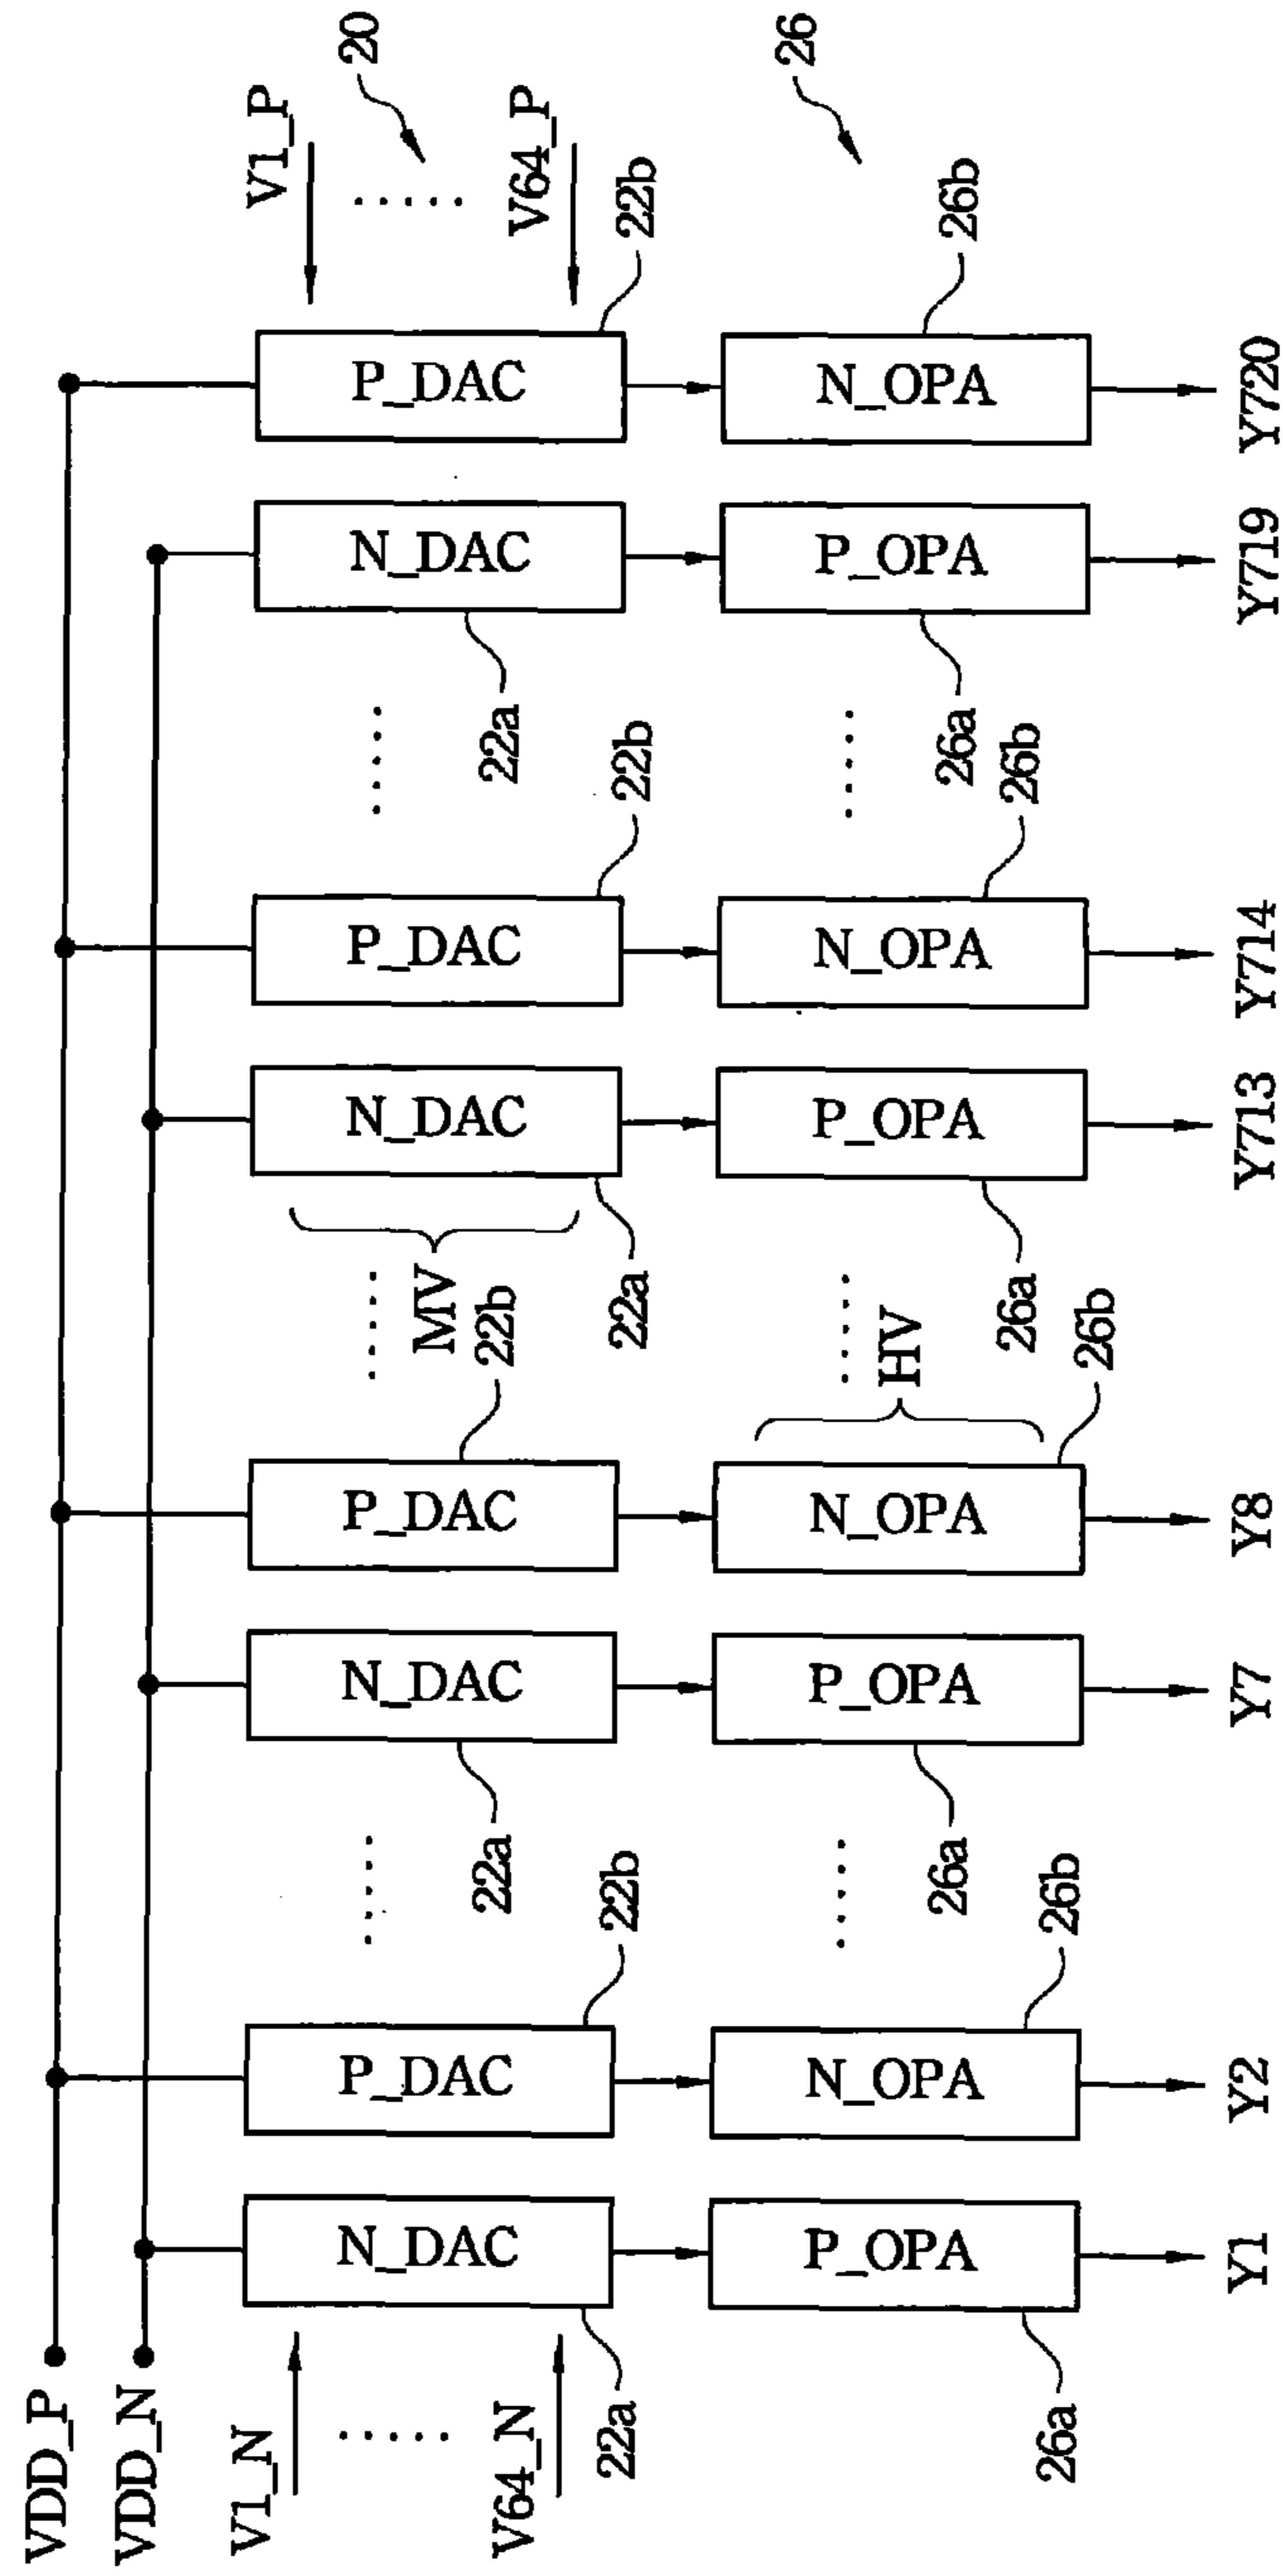 VDD_P
VDD_N
V1_N
V64_N
V1_P
V64_P
20
26
N_DAC
P_DAC
N_DAC
P_DAC
N_DAC
P_DAC
N_DAC
P_DAC
22a
22b
22a
22b
MV
22a
22b
22a
22b
P_OPA
N_OPA
P_OPA
N_OPA
P_OPA
N_OPA
P_OPA
N_OPA
26a
26b
26a
26b
HV
26a
26b
26a
26b
Y1
Y2
Y7
Y8
Y713
Y714
Y719
Y720